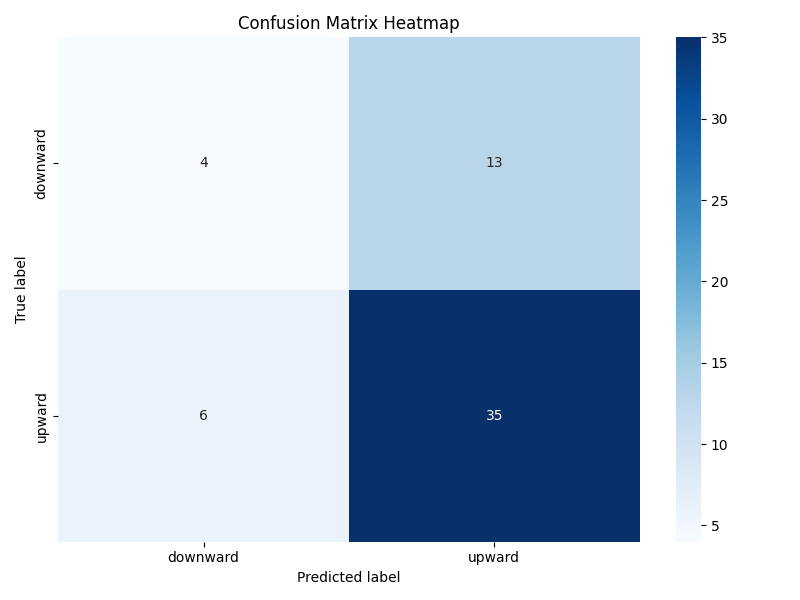 Confusion Matrix Heatmap
True label
downward
upward
4
13
6
35
downward
upward
Predicted label
35
30
25
20
15
10
5